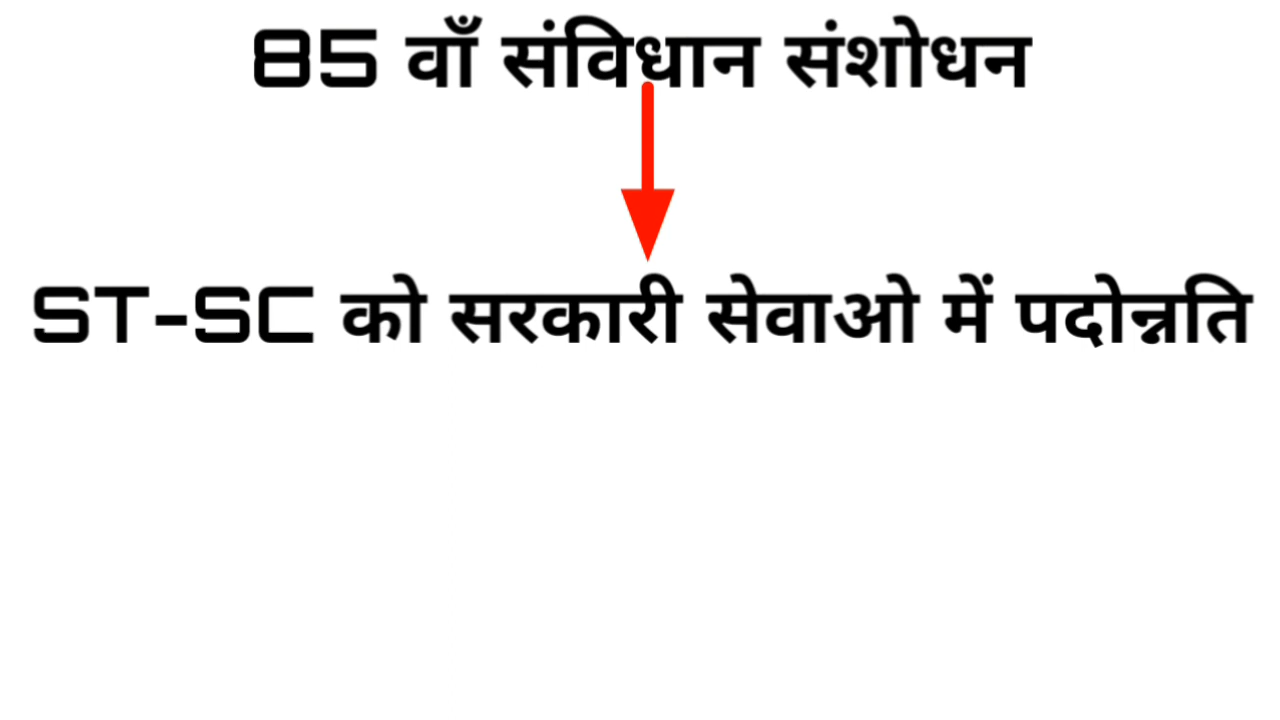 85 वाँ संविधान संशोधन
ST-SC को सरकारी सेवाओ में पदोन्नति